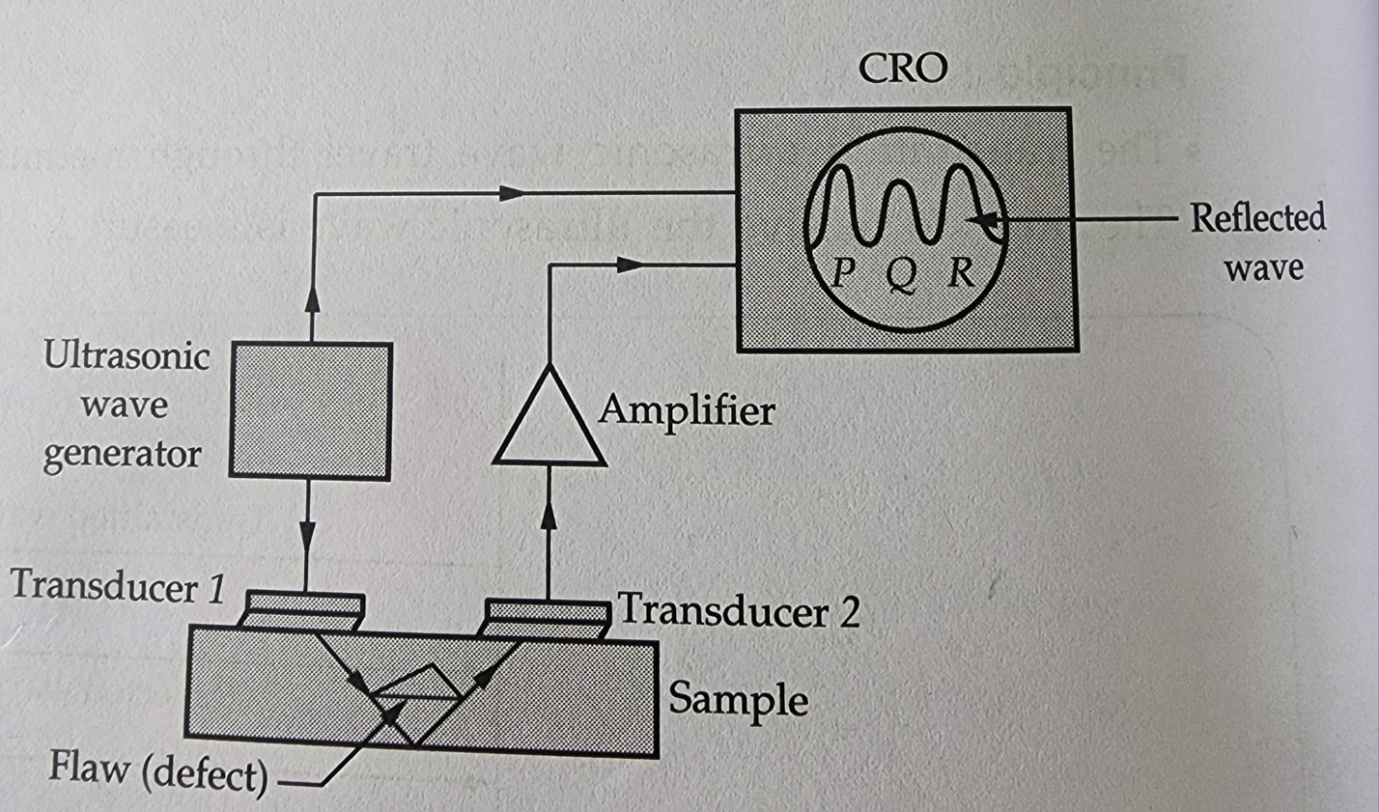 CRO
P Q R
Reflected
wave
Ultrasonic
wave
generator
Amplifier
Transducer 1
Transducer 2
Sample
Flaw (defect)